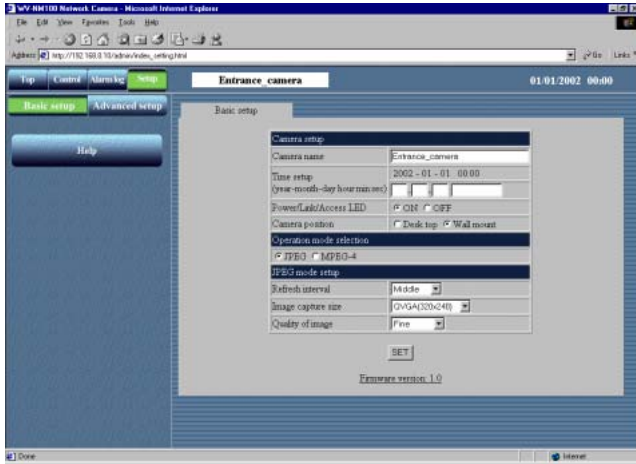 WV-NM100 Network Camera - Microsoft Internet Explorer
File Edit View Favorites Tools Help
Address http://192.168.0.10/admin/index_setting.html Go Links
Top Control Alarm log Setup Entrance_camera 01/01/2002 00:00
Basic setup Advanced setup
Help
Basic setup
Camera setup
Camera name Entrance_camera
Time setup 2002 - 01 - 01 00:00
(year-month-day hour:min:sec)
Power/Link/Access LED ON OFF
Camera position Desk top Wall mount
Operation mode selection
JPEG MPEG-4
JPEG mode setup
Refresh interval Middle
Image capture size QVGA(320x240)
Quality of image Fine
SET
Firmware version: 1.0
Done Internet